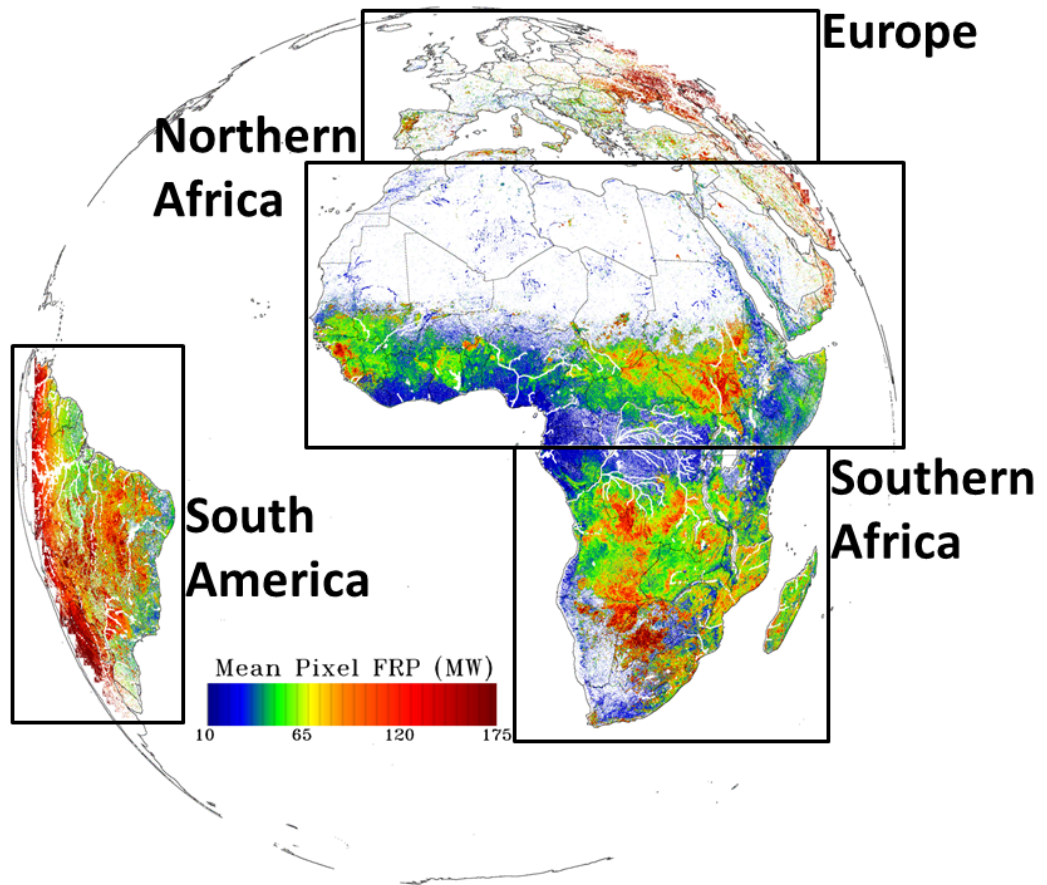 Europe
Northern
Africa
South
America
Southern
Africa
Mean Pixel FRP (MW)
10 65 120 175